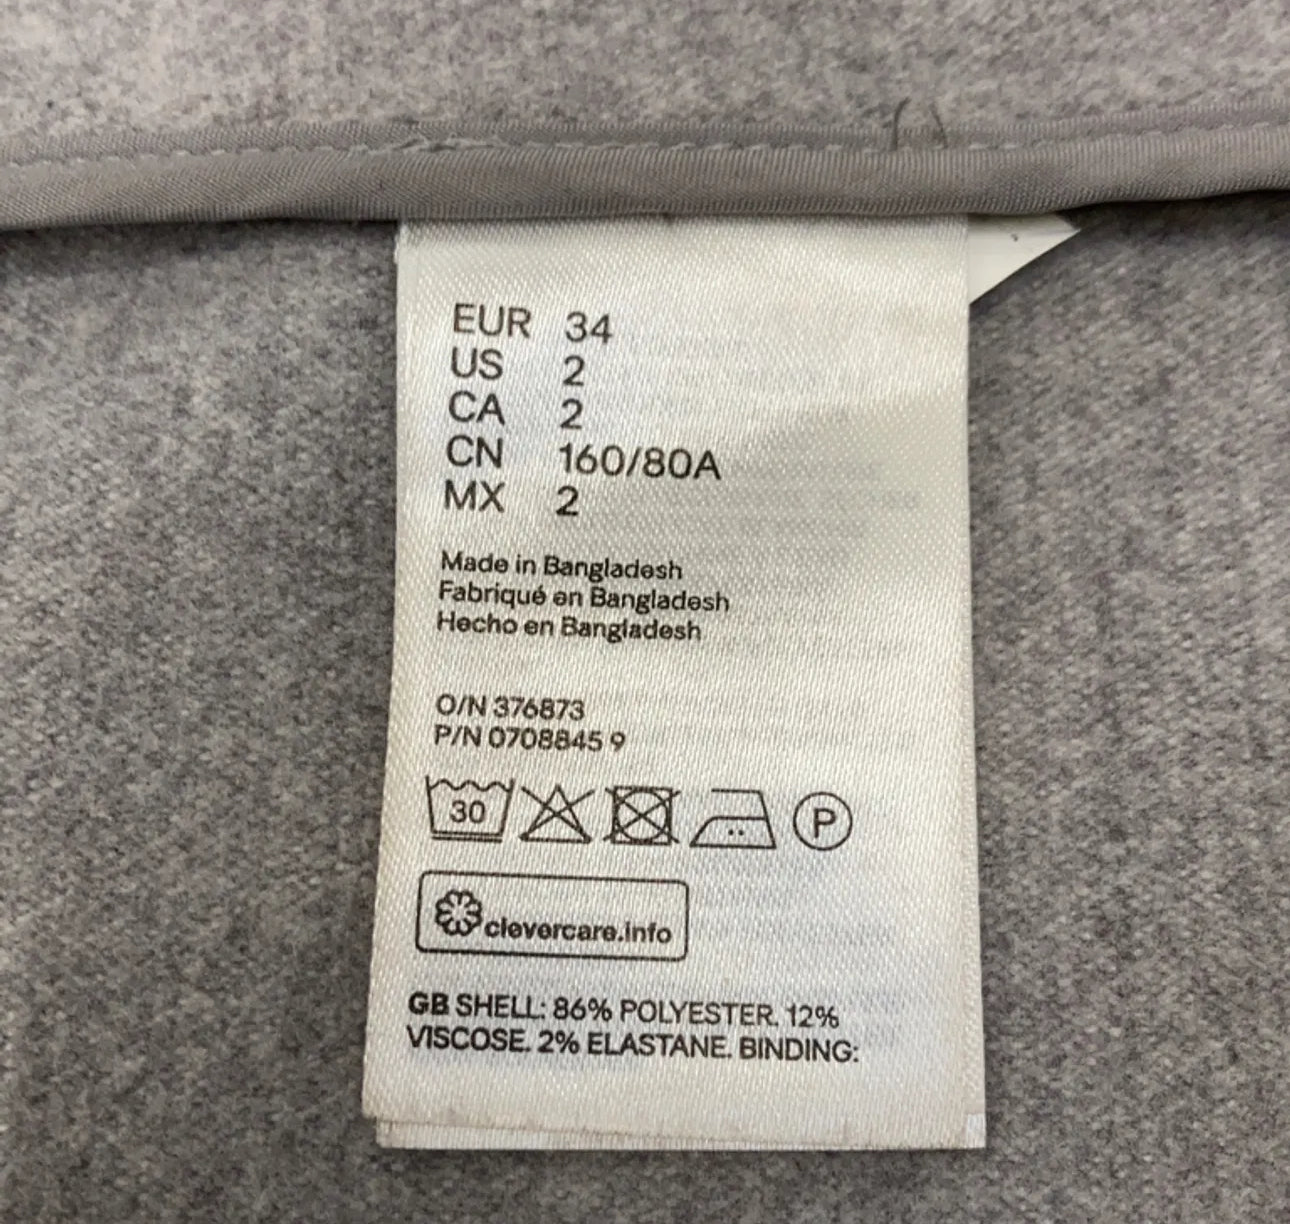 EUR 34
US 2
CA 2
CN 160/80A
MX 2
Made in Bangladesh
Fabriqué en Bangladesh
Hecho en Bangladesh
O/N 376873
P/N 0708845 9
30 P
clevercare.info
GB SHELL: 86% POLYESTER. 12%
VISCOSE. 2% ELASTANE. BINDING: